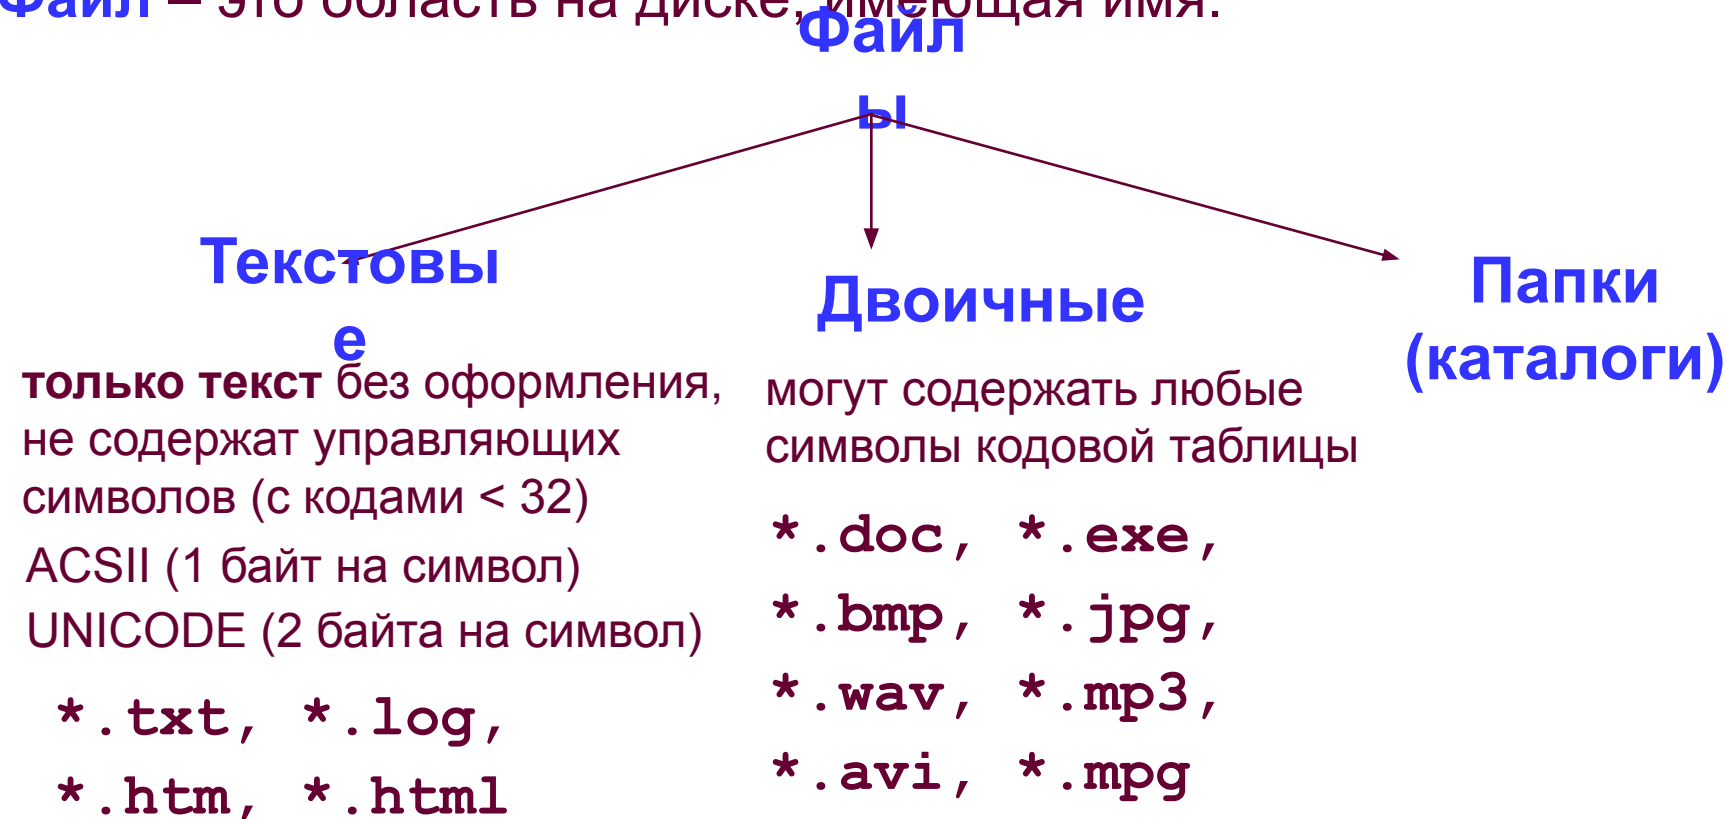 Файл – это область на диске, имеющая имя.
Файл
ы
Текстовы
е
только текст без оформления,
не содержат управляющих
символов (с кодами < 32)
ACSII (1 байт на символ)
UNICODE (2 байта на символ)
*.txt, *.log,
*.htm, *.html
Двоичные
могут содержать любые
символы кодовой таблицы
*.doc, *.exe,
*.bmp, *.jpg,
*.wav, *.mp3,
*.avi, *.mpg
Папки
(каталоги)